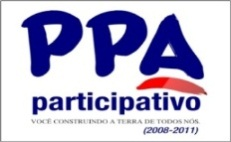 PPA
participativo
VOCÊ CONSTRUINDO A TERRA DE TODOS NÓS.
(2008-2011)